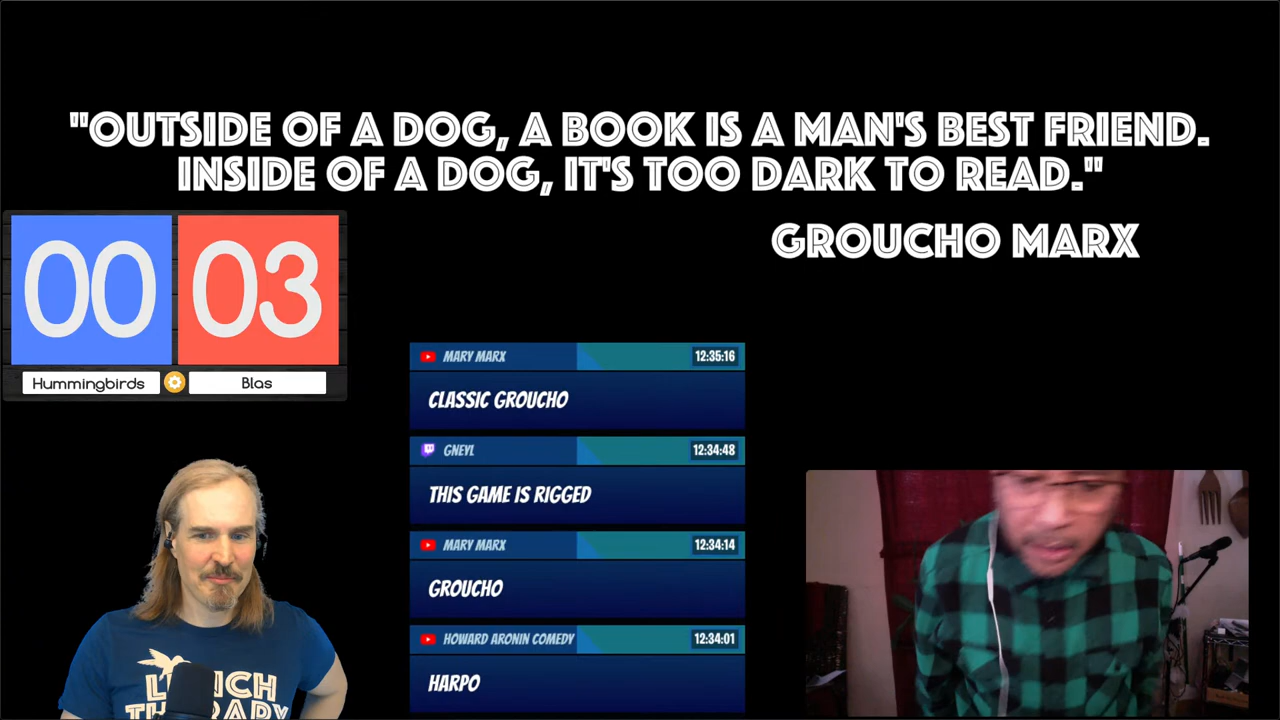 "OUTSIDE OF A DOG, A BOOK IS A MAN'S BEST FRIEND.
INSIDE OF A DOG, IT'S TOO DARK TO READ."
GROUCHO MARX
00 03
Hummingbirds Blas
MARY MARX 12:35:16
CLASSIC GROUCHO
GNEYL 12:34:48
THIS GAME IS RIGGED
MARY MARX 12:34:14
GROUCHO
HOWARD ARONIN COMEDY 12:34:01
HARPO